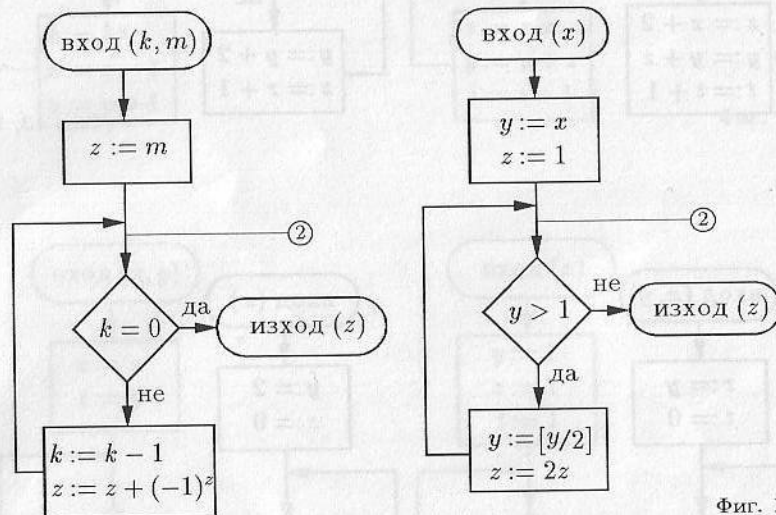 вход (k, m)
z := m
②
k = 0
да
изход (z)
не
k := k − 1
z := z + (−1)^z
вход (x)
y := x
z := 1
②
y > 1
не
изход (z)
да
y := [y/2]
z := 2z
Фиг.